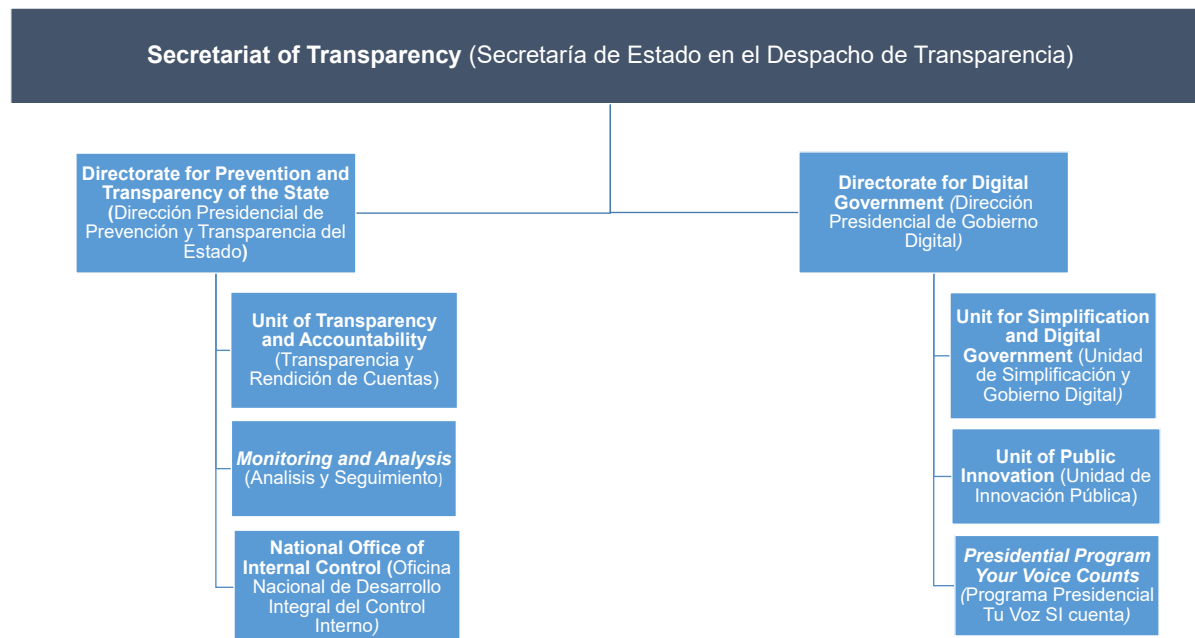 Secretariat of Transparency (Secretaría de Estado en el Despacho de Transparencia)
Directorate for Prevention and
Transparency of the State
(Dirección Presidencial de
Prevención y Transparencia del
Estado)
Unit of Transparency
and Accountability
(Transparencia y
Rendición de Cuentas)
Monitoring and Analysis
(Analisis y Seguimiento)
National Office of
Internal Control (Oficina
Nacional de Desarrollo
Integral del Control
Interno)
Directorate for Digital
Government (Dirección
Presidencial de Gobierno
Digital)
Unit for Simplification
and Digital
Government (Unidad
de Simplificación y
Gobierno Digital)
Unit of Public
Innovation (Unidad de
Innovación Pública)
Presidential Program
Your Voice Counts
(Programa Presidencial
Tu Voz SI cuenta)